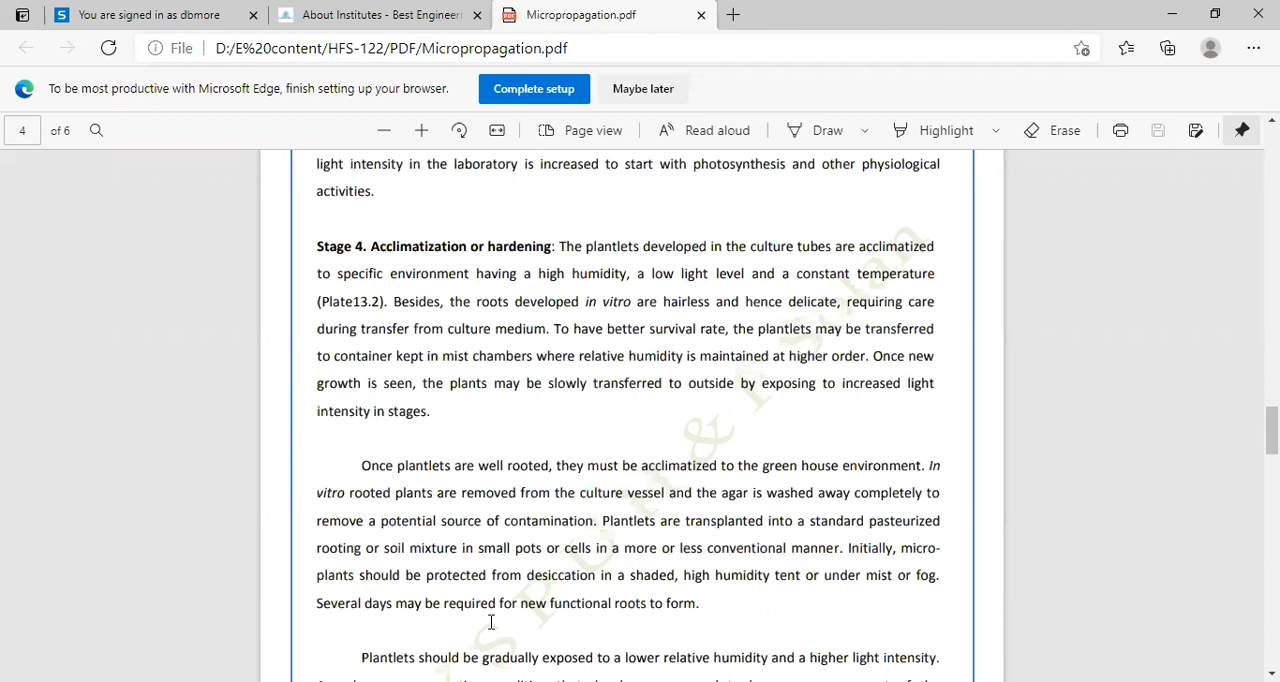 You are signed in as dbmore
About Institutes - Best Engineeri
Micropropagation.pdf
File
D:/E%20content/HFS-122/PDF/Micropropagation.pdf
To be most productive with Microsoft Edge, finish setting up your browser.
Complete setup
Maybe later
4 of 6
Page view
Read aloud
Draw
Highlight
Erase
light intensity in the laboratory is increased to start with photosynthesis and other physiological
activities.
Stage 4. Acclimatization or hardening: The plantlets developed in the culture tubes are acclimatized
to specific environment having a high humidity, a low light level and a constant temperature
(Plate13.2). Besides, the roots developed in vitro are hairless and hence delicate, requiring care
during transfer from culture medium. To have better survival rate, the plantlets may be transferred
to container kept in mist chambers where relative humidity is maintained at higher order. Once new
growth is seen, the plants may be slowly transferred to outside by exposing to increased light
intensity in stages.
Once plantlets are well rooted, they must be acclimatized to the green house environment. In
vitro rooted plants are removed from the culture vessel and the agar is washed away completely to
remove a potential source of contamination. Plantlets are transplanted into a standard pasteurized
rooting or soil mixture in small pots or cells in a more or less conventional manner. Initially, micro-
plants should be protected from desiccation in a shaded, high humidity tent or under mist or fog.
Several days may be required for new functional roots to form.
Plantlets should be gradually exposed to a lower relative humidity and a higher light intensity.